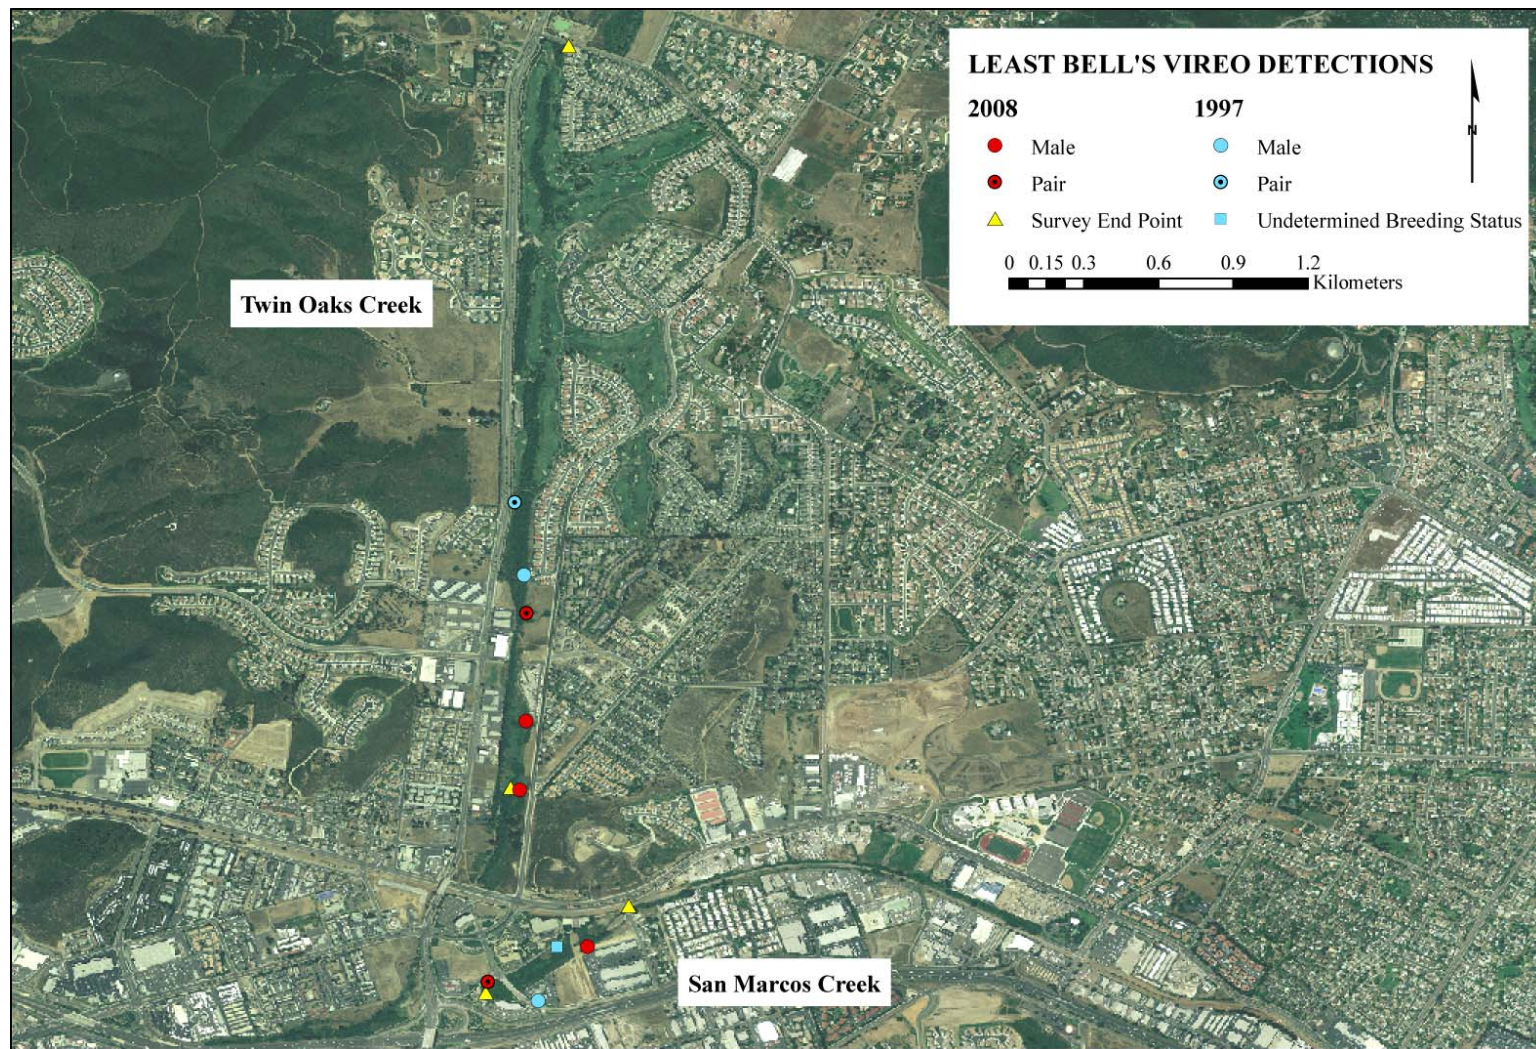 LEAST BELL'S VIREO DETECTIONS
2008 1997
Male Male
Pair Pair
Survey End Point Undetermined Breeding Status
N
0 0.15 0.3 0.6 0.9 1.2
Kilometers
Twin Oaks Creek
San Marcos Creek